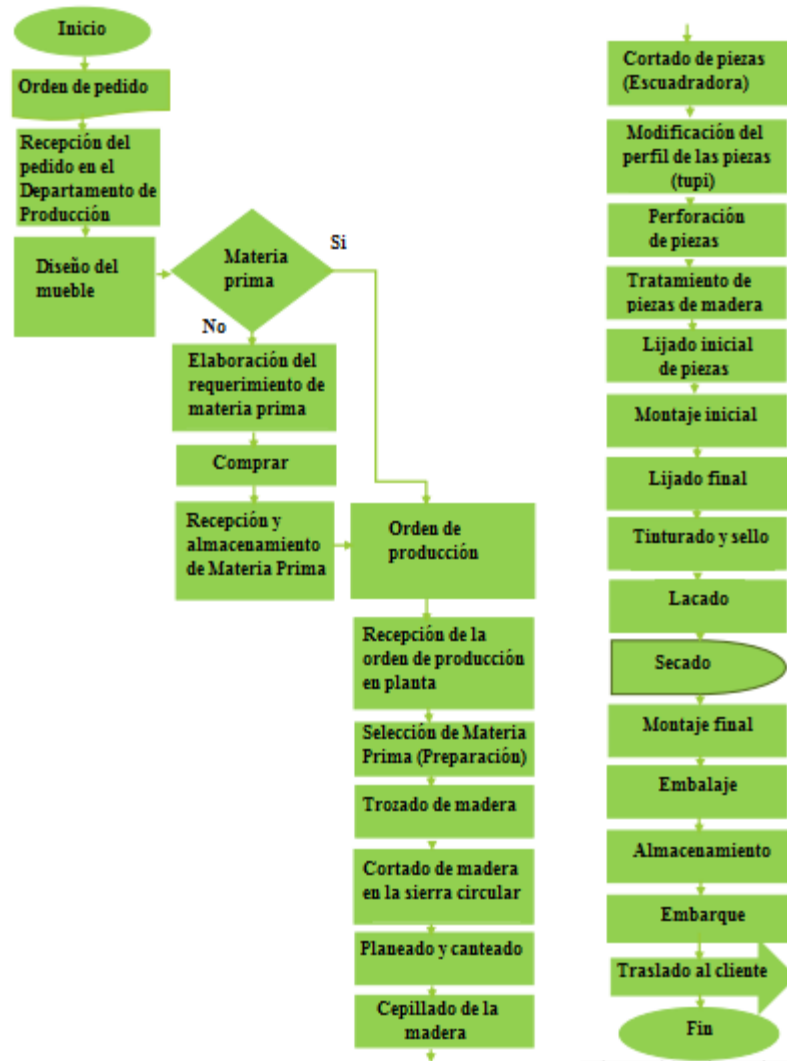 Inicio
Orden de pedido
Recepción del
pedido en el
Departamento de
Producción
Diseño del
mueble
Materia
prima
Si
No
Elaboración del
requerimiento de
materia prima
Comprar
Recepción y
almacenamiento
de Materia Prima
Orden de
producción
Recepción de la
orden de producción
en planta
Selección de Materia
Prima (Preparación)
Trozado de madera
Cortado de madera
en la sierra circular
Planeado y canteado
Cepillado de la
madera
Cortado de piezas
(Escuadradora)
Modificación del
perfil de las piezas
(tupi)
Perforación
de piezas
Tratamiento de
piezas de madera
Lijado inicial
de piezas
Montaje inicial
Lijado final
Tinturado y sello
Lacado
Secado
Montaje final
Embalaje
Almacenamiento
Embarque
Traslado al cliente
Fin